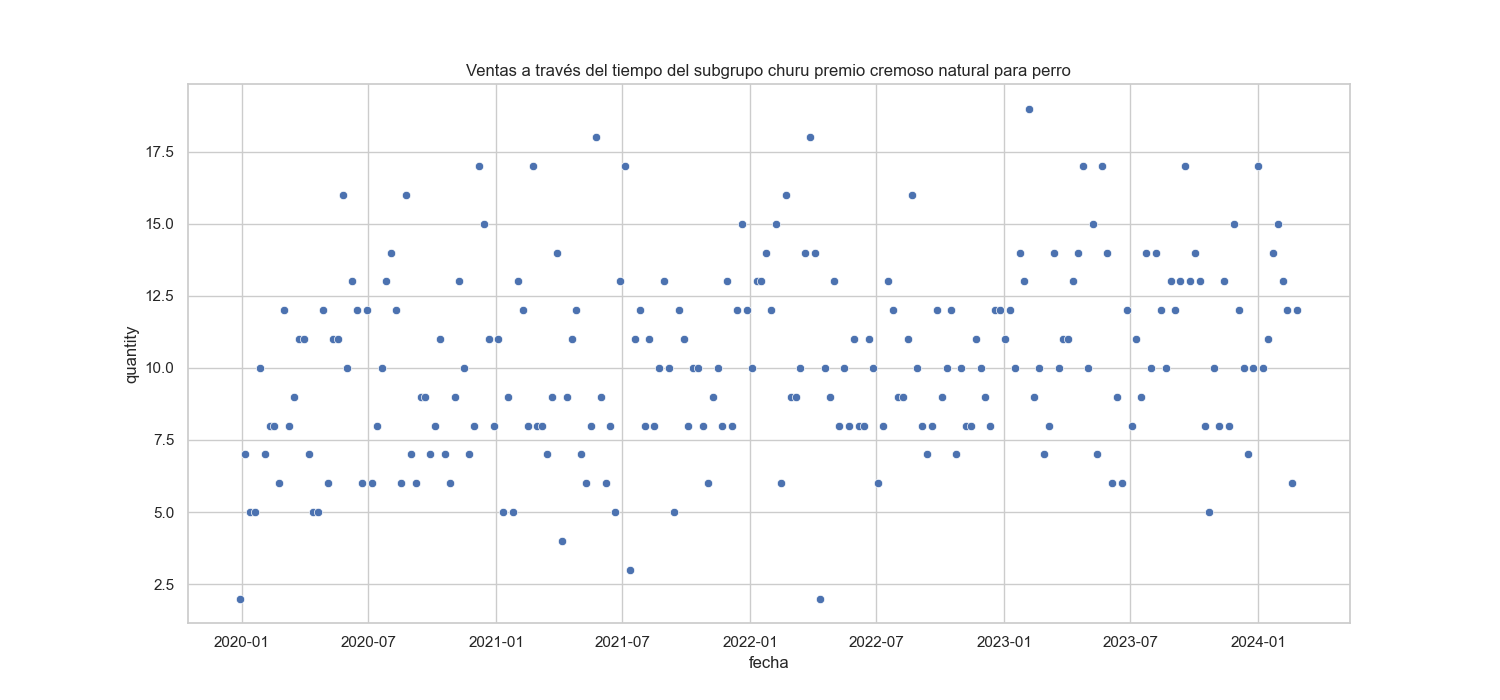 Ventas a través del tiempo del subgrupo churu premio cremoso natural para perro
17.5
15.0
12.5
10.0
7.5
5.0
2.5
quantity
2020-01 2020-07 2021-01 2021-07 2022-01 2022-07 2023-01 2023-07 2024-01
fecha